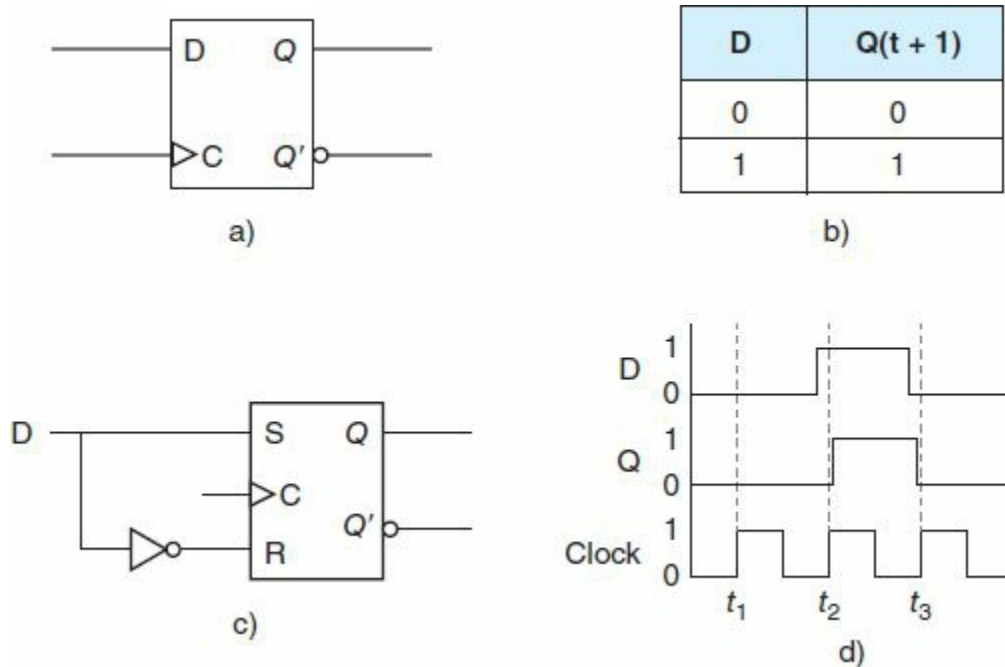 D Q
C Q′
a)
D Q(t + 1)
0 0
1 1
b)
D S Q
C
Q′
R
c)
1
D
0
1
Q
0
1
Clock
0
t1 t2 t3
d)